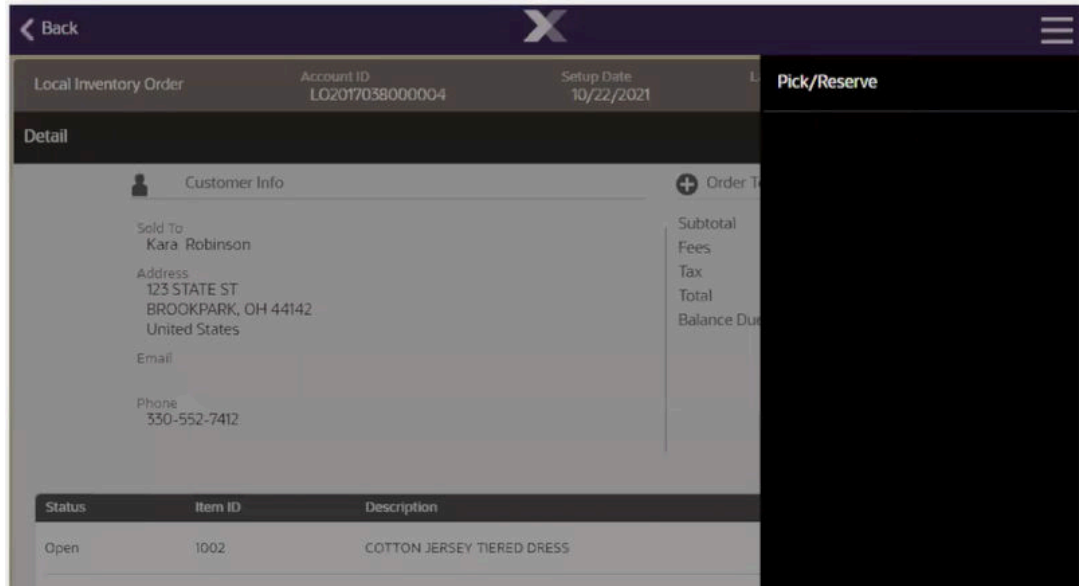 Back
Local Inventory Order
Account ID
LO2017038000004
Setup Date
10/22/2021
Pick/Reserve
Detail
Customer Info
Sold To
Kara Robinson
Address
123 STATE ST
BROOKPARK, OH 44142
United States
Email
Phone
330-552-7412
Order
Subtotal
Fees
Tax
Total
Balance Due
Status Item ID Description
Open 1002 COTTON JERSEY TIERED DRESS